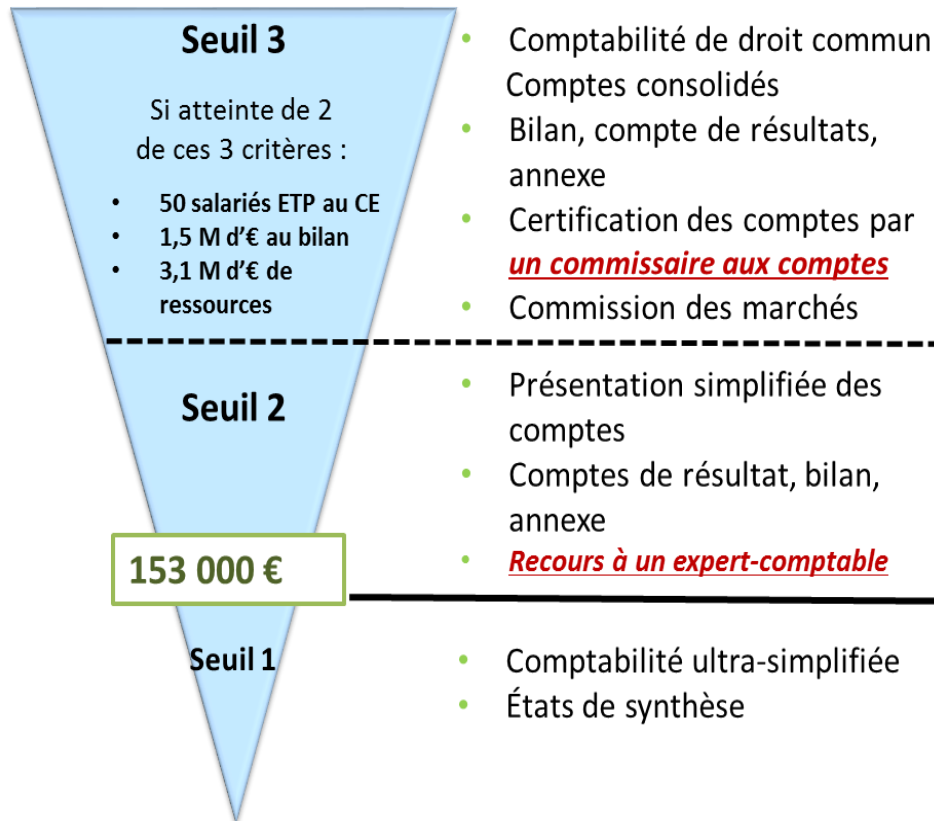 Seuil 3
Si atteinte de 2
de ces 3 critères :
• 50 salariés ETP au CE
• 1,5 M d'€ au bilan
• 3,1 M d'€ de
ressources
• Comptabilité de droit commun
Comptes consolidés
• Bilan, compte de résultats,
annexe
• Certification des comptes par
un commissaire aux comptes
• Commission des marchés
Seuil 2
• Présentation simplifiée des
comptes
• Comptes de résultat, bilan,
annexe
• Recours à un expert-comptable
153 000 €
Seuil 1
• Comptabilité ultra-simplifiée
• États de synthèse